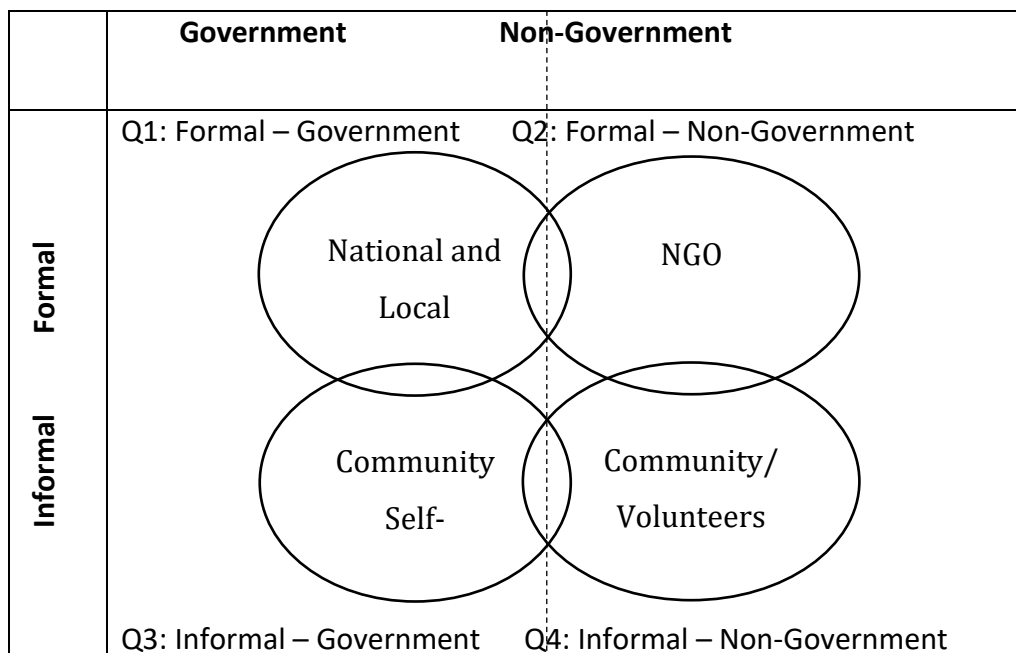 Government Non-Government
Q1: Formal – Government Q2: Formal – Non-Government
Formal
National and
Local
NGO
Informal
Community
Self-
Community/
Volunteers
Q3: Informal – Government Q4: Informal – Non-Government